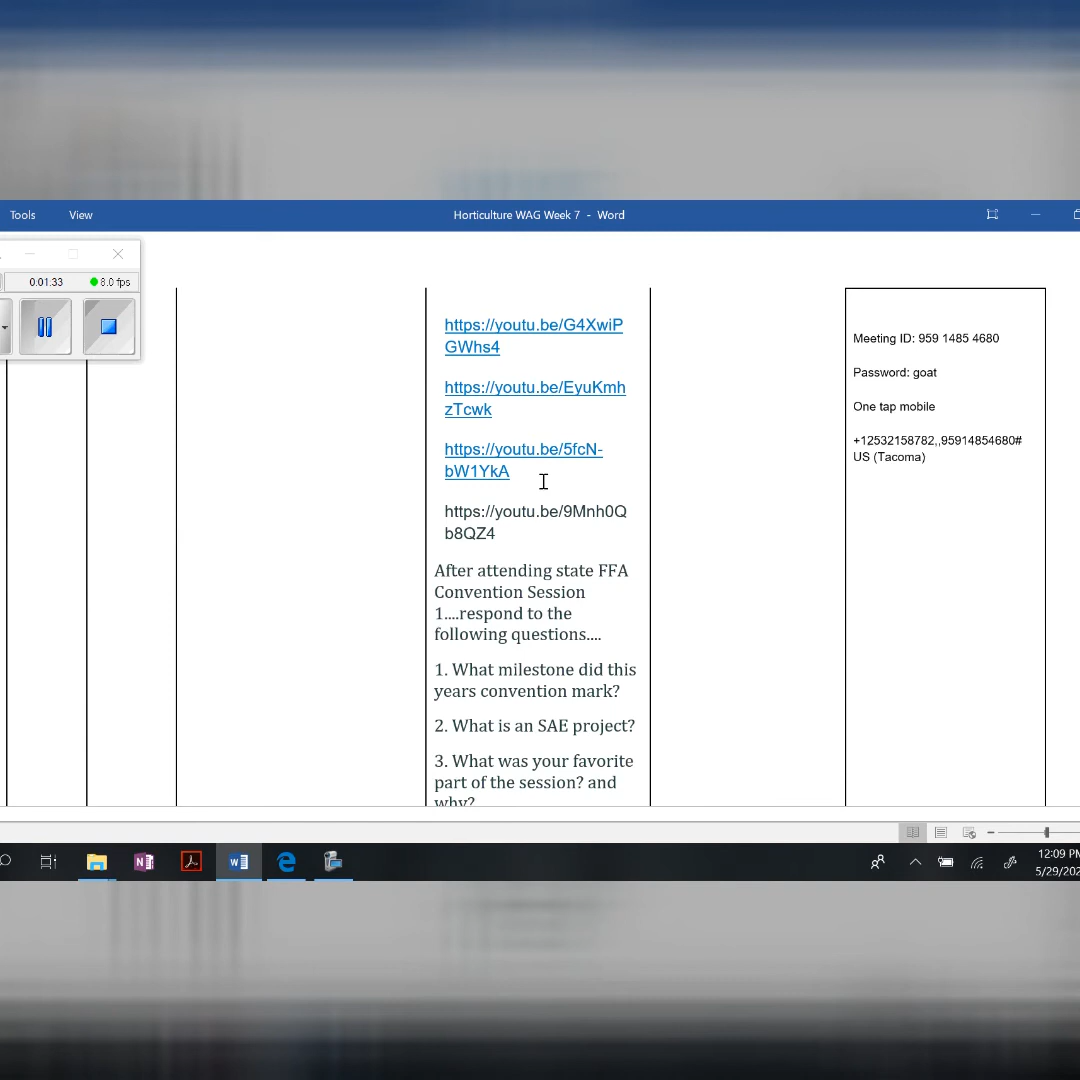 Tools View Horticulture WAG Week 7 - Word
0:01:33 8.0 fps
https://youtu.be/G4XwiP
GWhs4
https://youtu.be/EyuKmh
zTcwk
https://youtu.be/5fcN-
bW1YkA
https://youtu.be/9Mnh0Q
b8QZ4
After attending state FFA
Convention Session
1....respond to the
following questions....
1. What milestone did this
years convention mark?
2. What is an SAE project?
3. What was your favorite
part of the session? and
why?
Meeting ID: 959 1485 4680
Password: goat
One tap mobile
+12532158782,,95914854680#
US (Tacoma)
12:09 PM
5/29/202